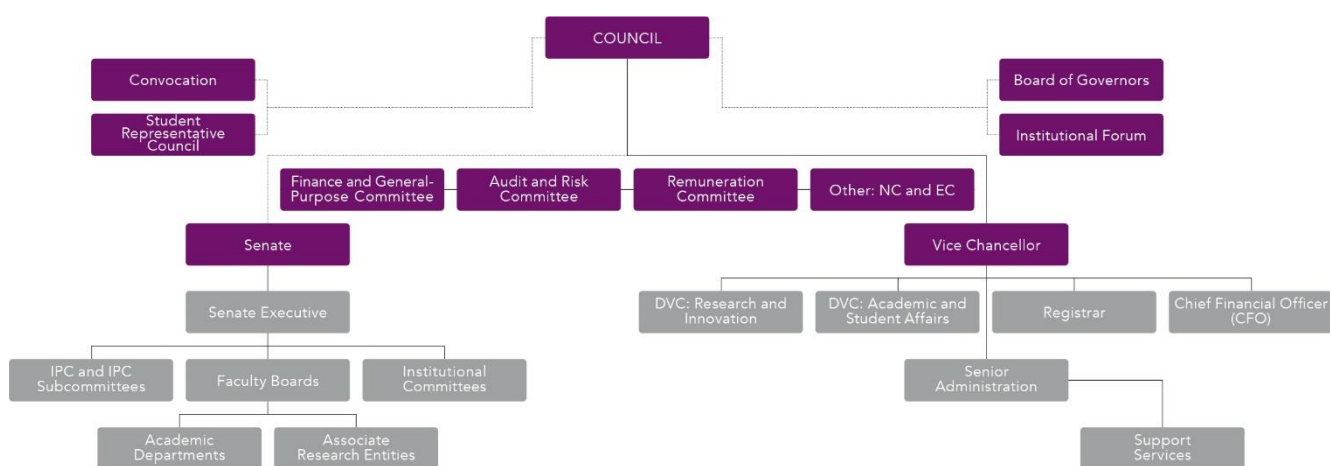 COUNCIL
Convocation
Board of Governors
Student
Representative
Council
Institutional Forum
Finance and General-
Purpose Committee
Audit and Risk
Committee
Remuneration
Committee
Other: NC and EC
Senate
Vice Chancellor
Senate Executive
DVC: Research and
Innovation
DVC: Academic and
Student Affairs
Registrar
Chief Financial Officer
(CFO)
IPC and IPC
Subcommittees
Faculty Boards
Institutional
Committees
Senior
Administration
Academic
Departments
Associate
Research Entities
Support
Services